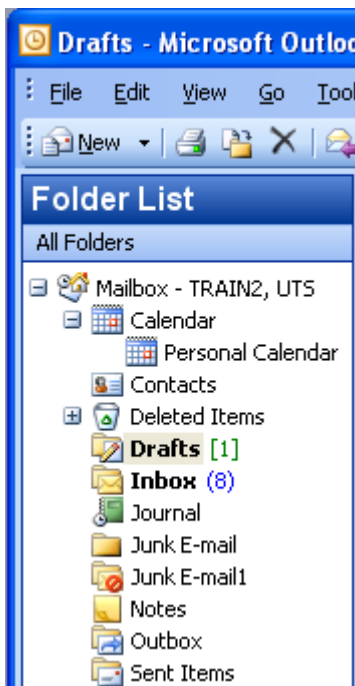 Drafts - Microsoft Outloo
File Edit View Go Tool
New
Folder List
All Folders
Mailbox - TRAIN2, UTS
Calendar
Personal Calendar
Contacts
Deleted Items
Drafts [1]
Inbox (8)
Journal
Junk E-mail
Junk E-mail1
Notes
Outbox
Sent Items